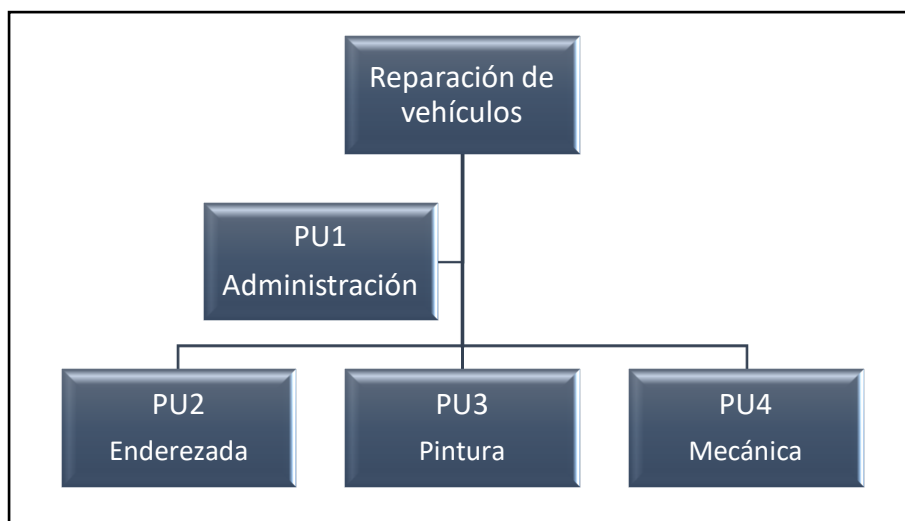 Reparación de
vehículos
PU1
Administración
PU2
Enderezada
PU3
Pintura
PU4
Mecánica